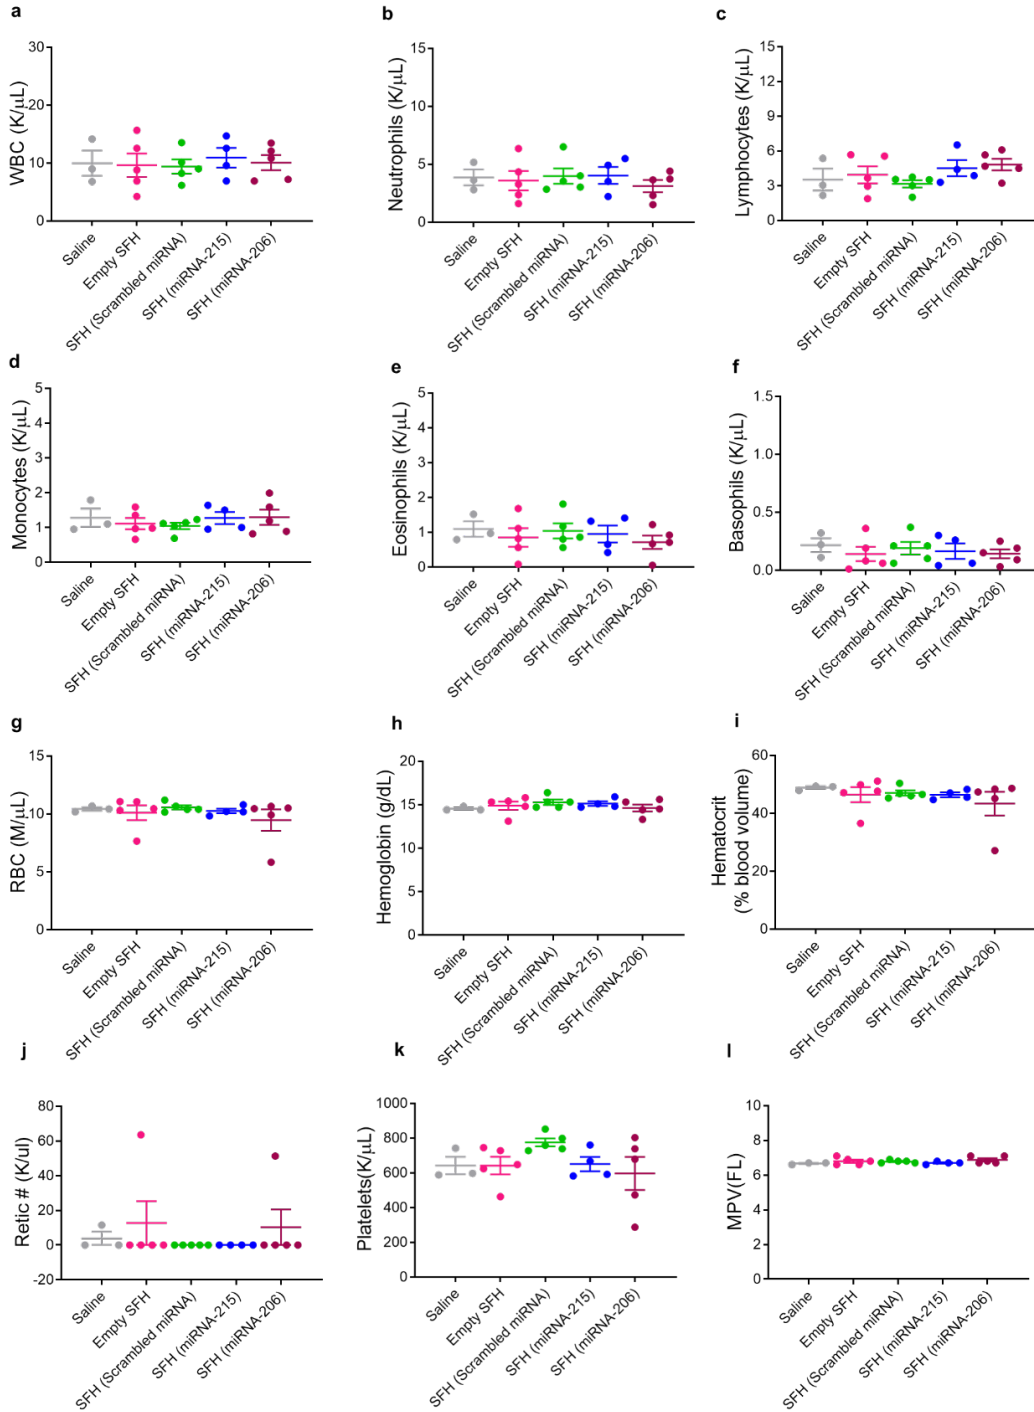 a
WBC (K/μL)
30
20
10
0
Saline
Empty SFH
SFH (Scrambled miRNA)
SFH (miRNA-215)
SFH (miRNA-206)
b
Neutrophils (K/μL)
15
10
5
0
Saline
Empty SFH
SFH (Scrambled miRNA)
SFH (miRNA-215)
SFH (miRNA-206)
c
Lymphocytes (K/μL)
15
12
9
6
3
0
Saline
Empty SFH
SFH (Scrambled miRNA)
SFH (miRNA-215)
SFH (miRNA-206)
d
Monocytes (K/μL)
5
4
3
2
1
0
Saline
Empty SFH
SFH (Scrambled miRNA)
SFH (miRNA-215)
SFH (miRNA-206)
e
Eosinophils (K/μL)
5
4
3
2
1
0
Saline
Empty SFH
SFH (Scrambled miRNA)
SFH (miRNA-215)
SFH (miRNA-206)
f
Basophils (K/μL)
1.5
1.0
0.5
0.0
Saline
Empty SFH
SFH (Scrambled miRNA)
SFH (miRNA-215)
SFH (miRNA-206)
g
RBC (M/μL)
15
10
5
0
Saline
Empty SFH
SFH (Scrambled miRNA)
SFH (miRNA-215)
SFH (miRNA-206)
h
Hemoglobin (g/dL)
20
15
10
5
0
Saline
Empty SFH
SFH (Scrambled miRNA)
SFH (miRNA-215)
SFH (miRNA-206)
i
Hematocrit
(% blood volume)
60
40
20
0
Saline
Empty SFH
SFH (Scrambled miRNA)
SFH (miRNA-215)
SFH (miRNA-206)
j
Retic # (K/ul)
80
60
40
20
0
-20
Saline
Empty SFH
SFH (Scrambled miRNA)
SFH (miRNA-215)
SFH (miRNA-206)
k
Platelets(K/μL)
1000
800
600
400
200
0
Saline
Empty SFH
SFH (Scrambled miRNA)
SFH (miRNA-215)
SFH (miRNA-206)
l
MPV(FL)
10
8
6
4
2
0
Saline
Empty SFH
SFH (Scrambled miRNA)
SFH (miRNA-215)
SFH (miRNA-206)